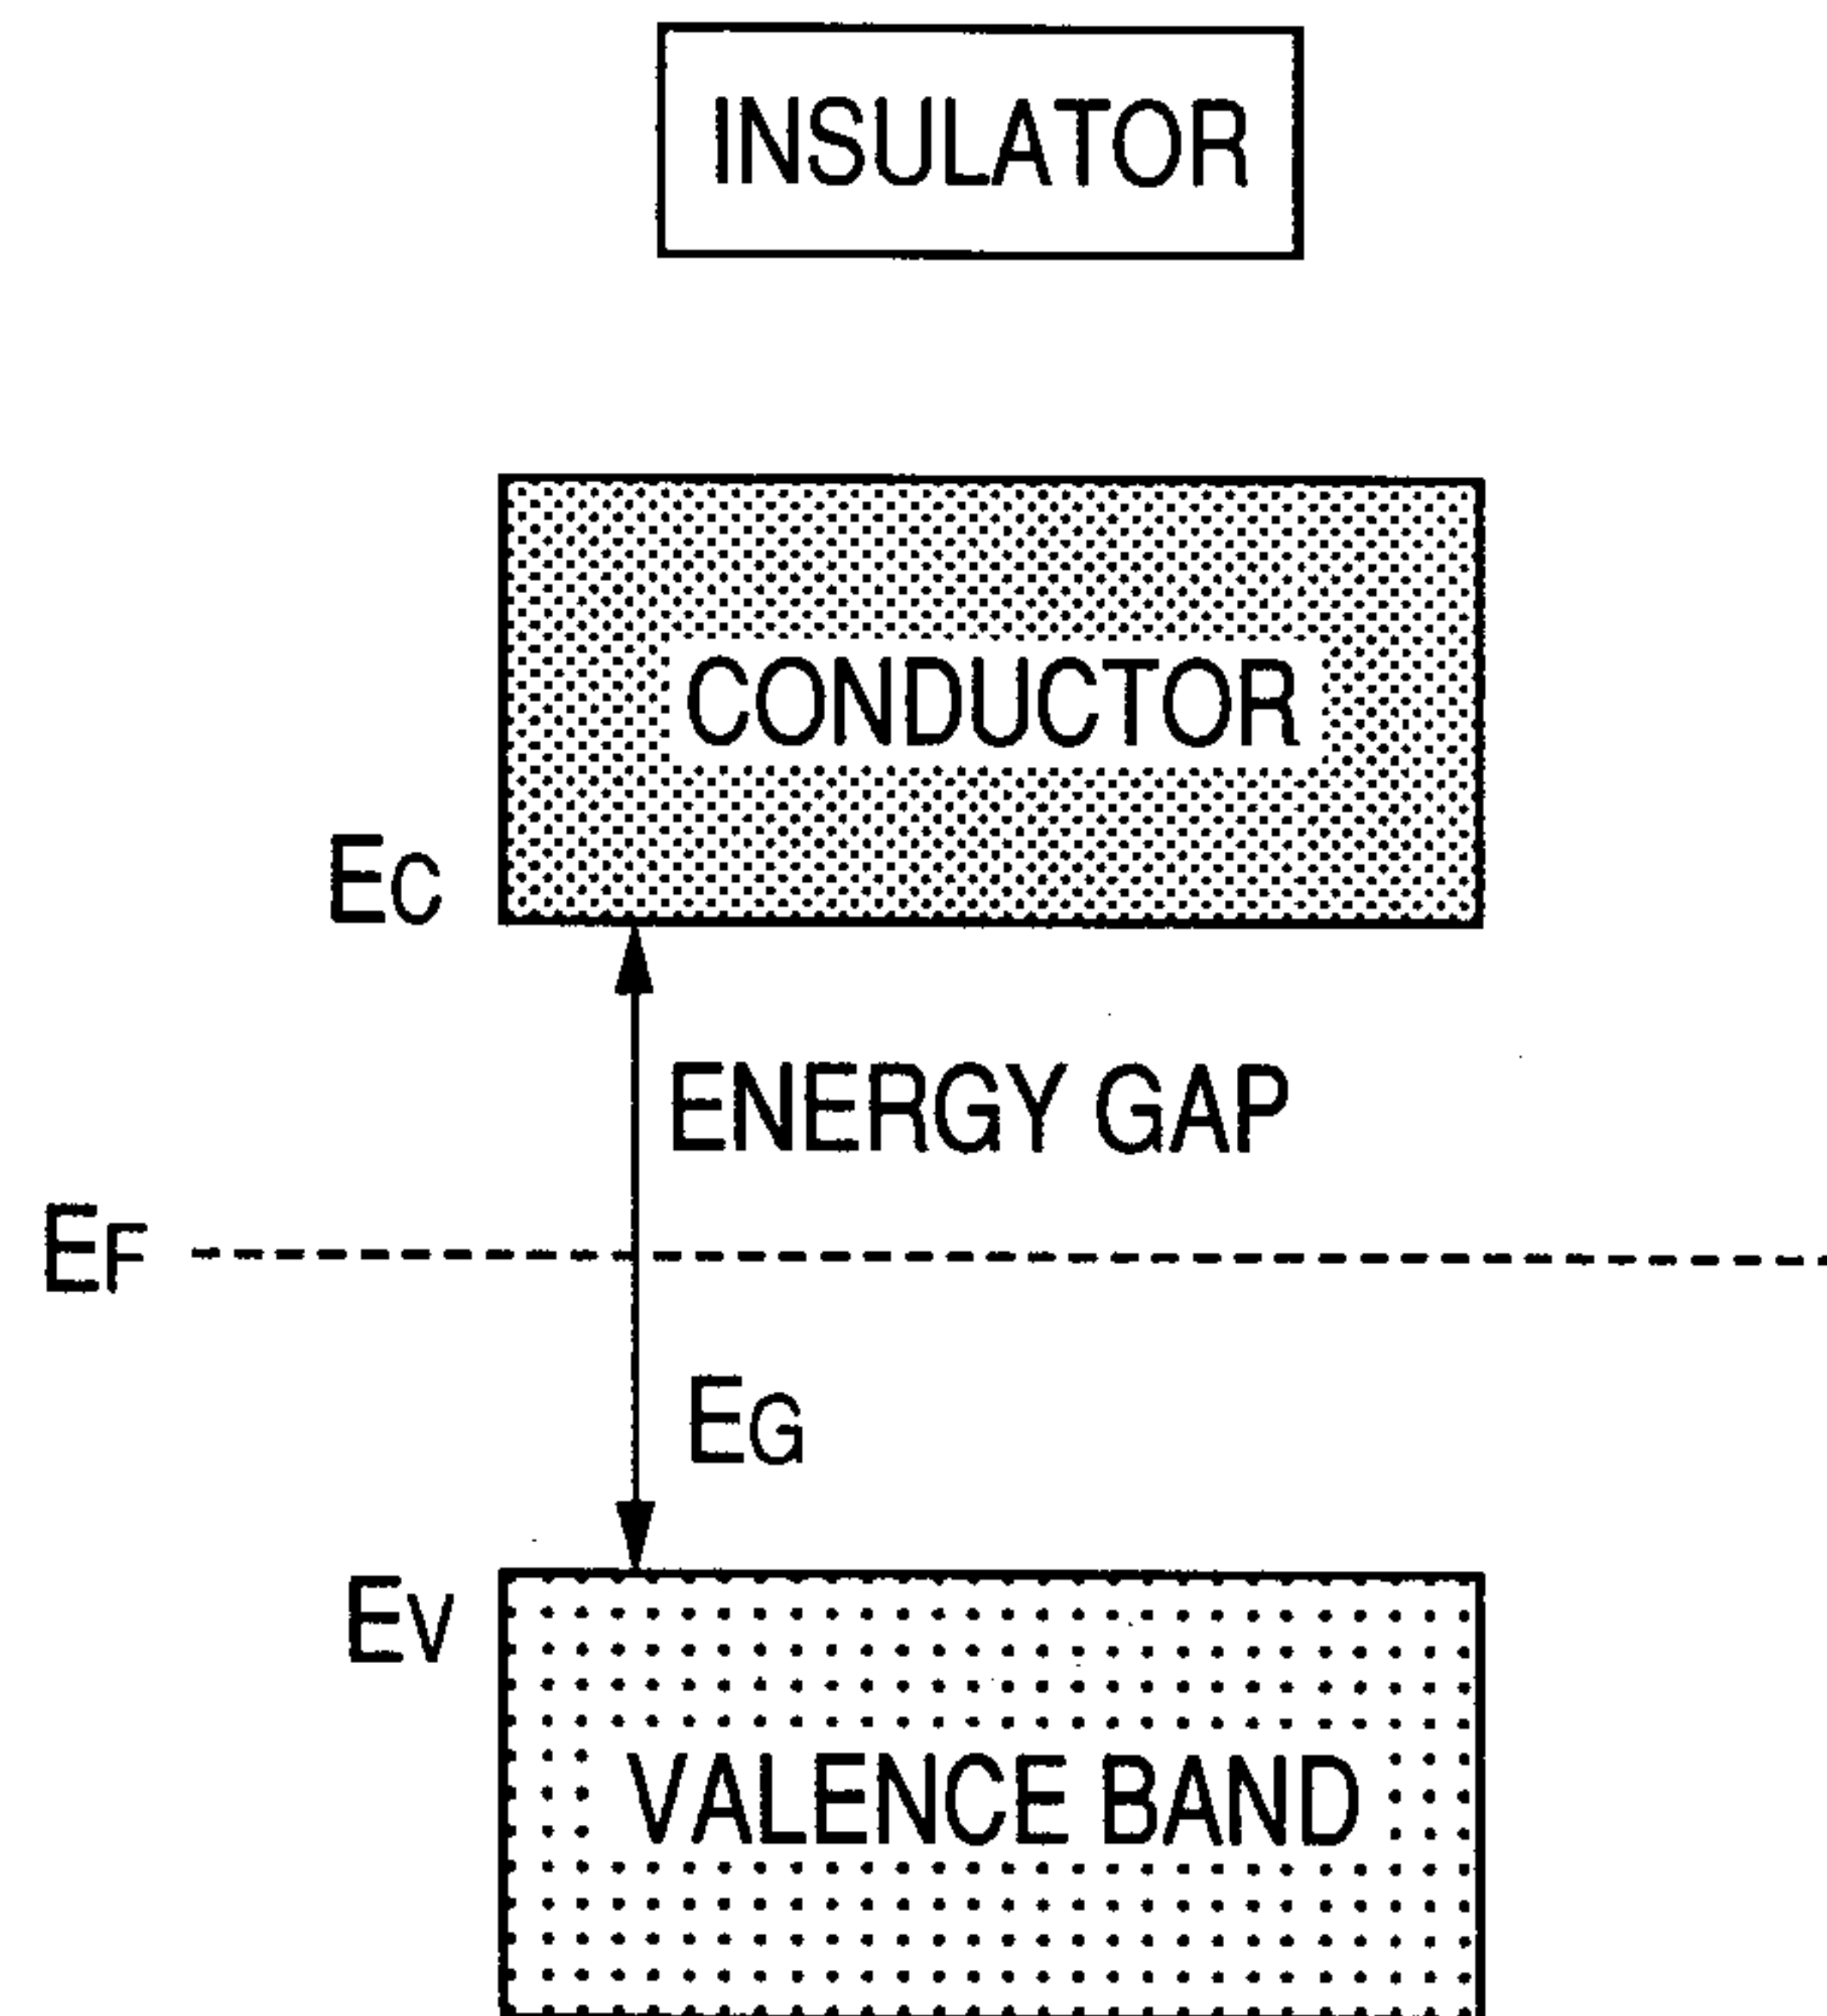 INSULATOR
CONDUCTOR
EC
ENERGY GAP
EF
EG
EV
VALENCE BAND